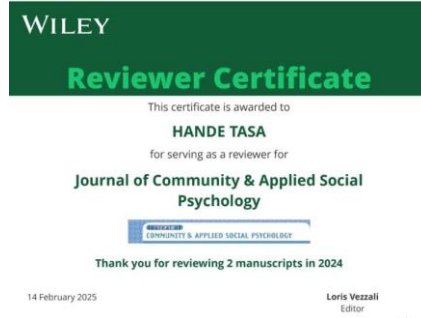 WILEY
Reviewer Certificate
This certificate is awarded to
HANDE TASA
for serving as a reviewer for
Journal of Community & Applied Social
Psychology
COMMUNITY & APPLIED SOCIAL PSYCHOLOGY
Thank you for reviewing 2 manuscripts in 2024
14 February 2025
Loris Vezzali
Editor